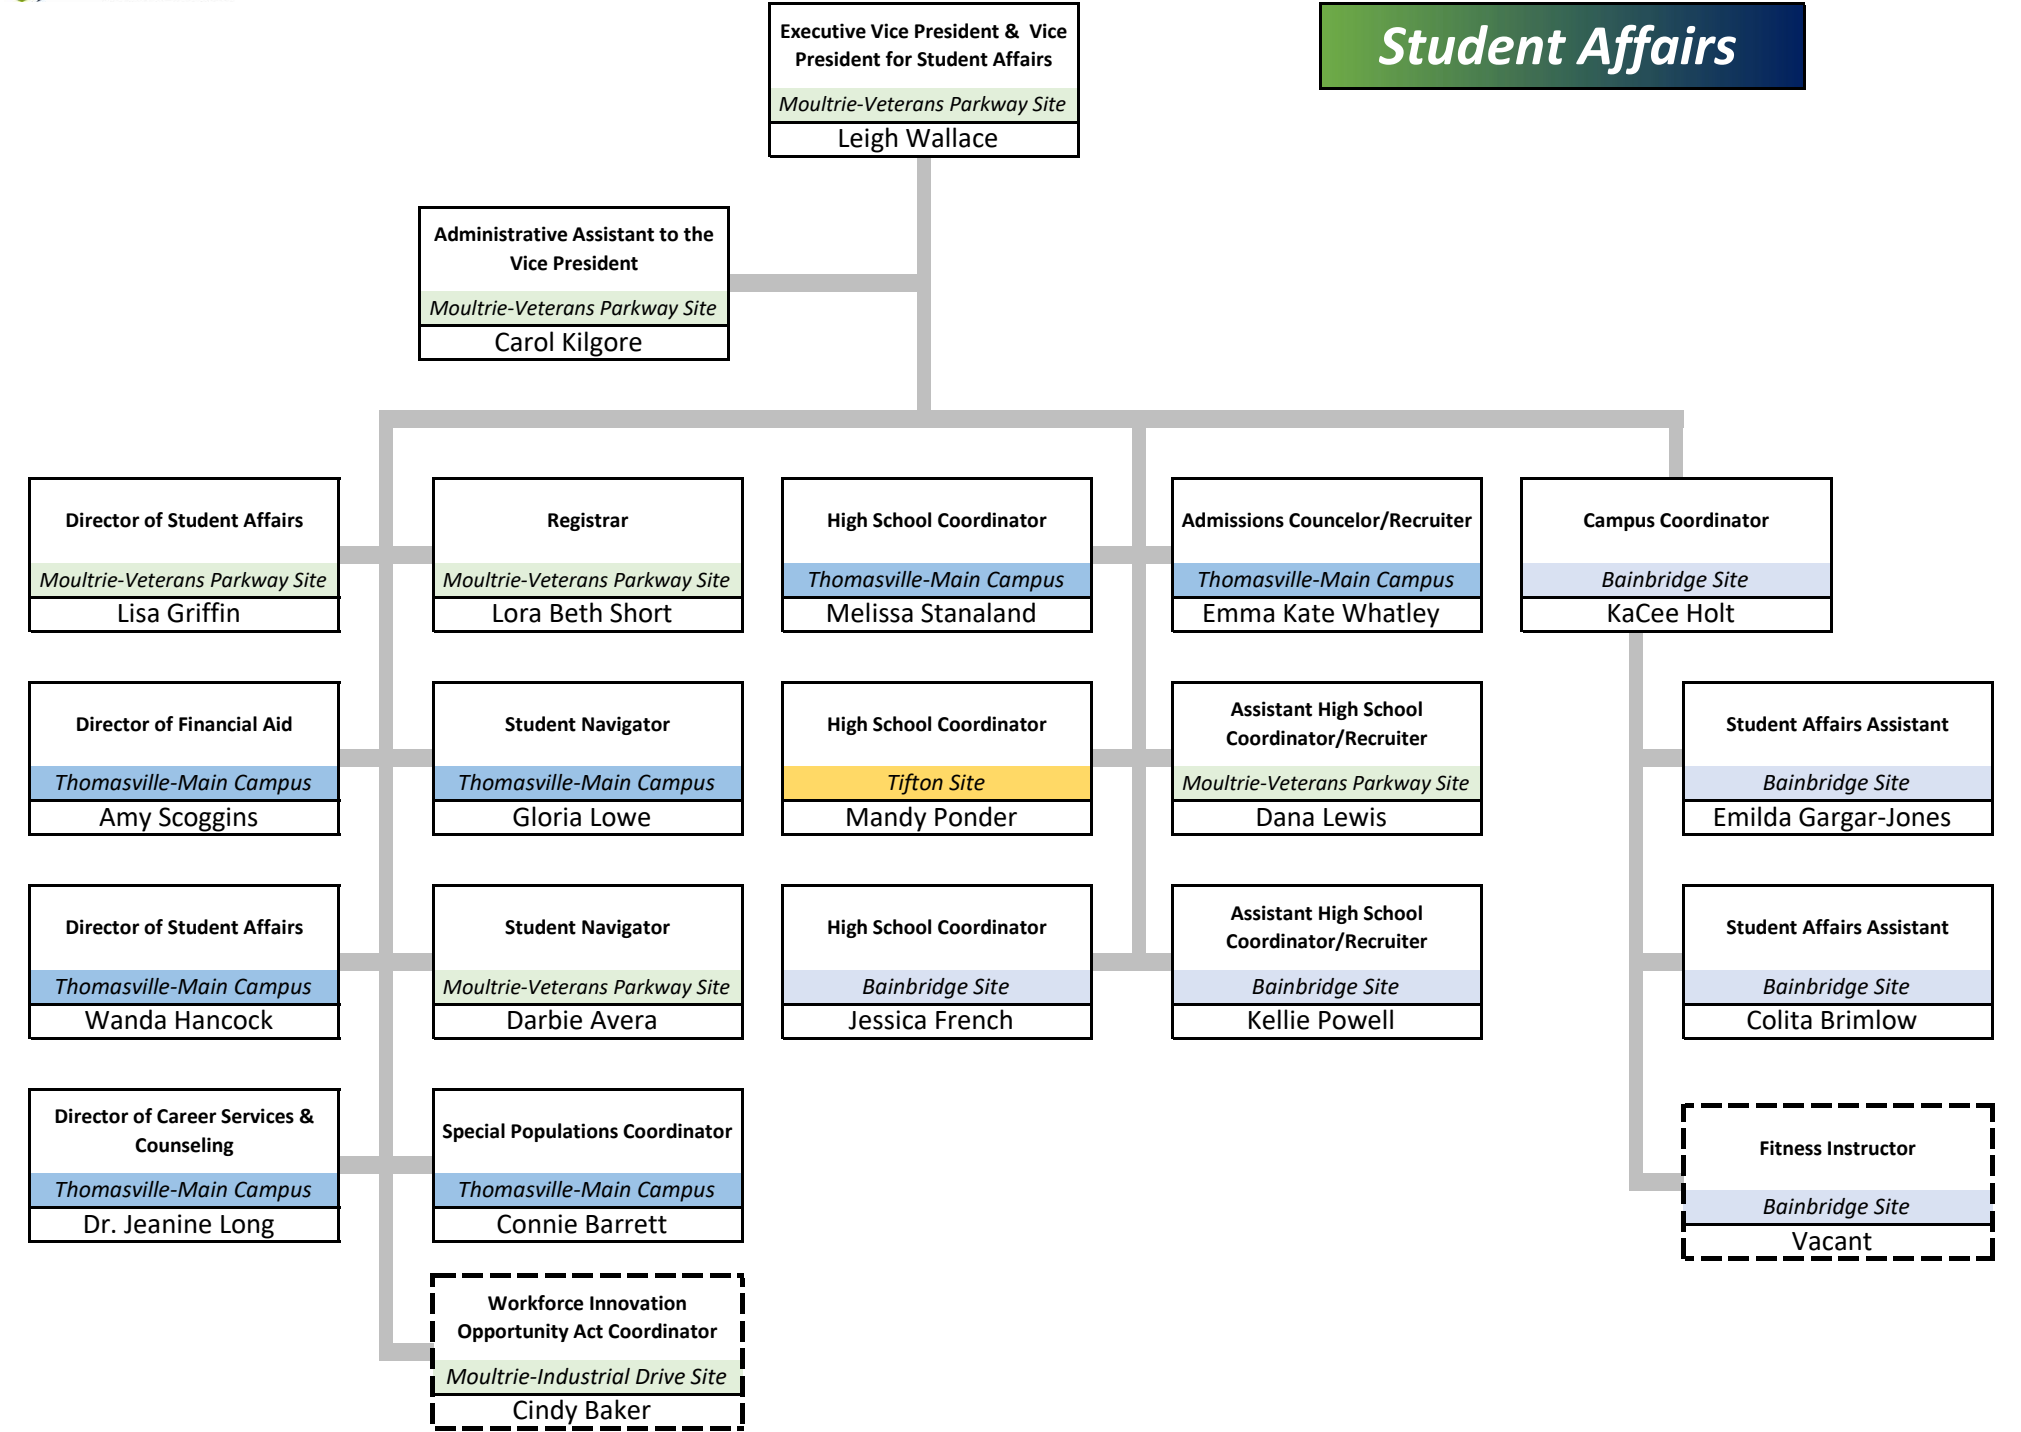 Executive Vice President & Vice
President for Student Affairs
Moultrie-Veterans Parkway Site
Leigh Wallace
Student Affairs
Administrative Assistant to the
Vice President
Moultrie-Veterans Parkway Site
Carol Kilgore
Director of Student Affairs
Moultrie-Veterans Parkway Site
Lisa Griffin
Registrar
Moultrie-Veterans Parkway Site
Lora Beth Short
High School Coordinator
Thomasville-Main Campus
Melissa Stanaland
Admissions Councelor/Recruiter
Thomasville-Main Campus
Emma Kate Whatley
Campus Coordinator
Bainbridge Site
KaCee Holt
Director of Financial Aid
Thomasville-Main Campus
Amy Scoggins
Student Navigator
Thomasville-Main Campus
Gloria Lowe
High School Coordinator
Tifton Site
Mandy Ponder
Assistant High School
Coordinator/Recruiter
Moultrie-Veterans Parkway Site
Dana Lewis
Student Affairs Assistant
Bainbridge Site
Emilda Gargar-Jones
Director of Student Affairs
Thomasville-Main Campus
Wanda Hancock
Student Navigator
Moultrie-Veterans Parkway Site
Darbie Avera
High School Coordinator
Bainbridge Site
Jessica French
Assistant High School
Coordinator/Recruiter
Bainbridge Site
Kellie Powell
Student Affairs Assistant
Bainbridge Site
Colita Brimlow
Director of Career Services &
Counseling
Thomasville-Main Campus
Dr. Jeanine Long
Special Populations Coordinator
Thomasville-Main Campus
Connie Barrett
Fitness Instructor
Bainbridge Site
Vacant
Workforce Innovation
Opportunity Act Coordinator
Moultrie-Industrial Drive Site
Cindy Baker